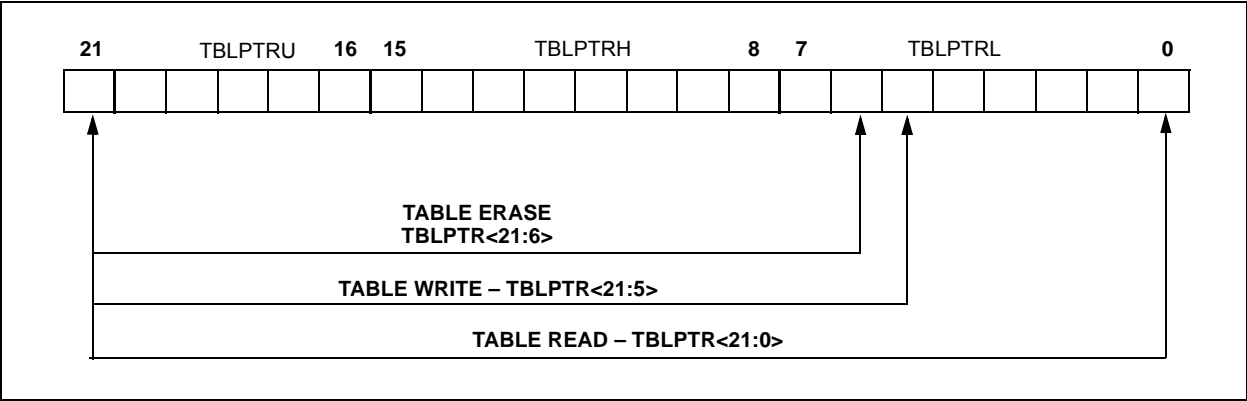 21 TBLPTRU 16 15 TBLPTRH 8 7 TBLPTRL 0
TABLE ERASE
TBLPTR<21:6>
TABLE WRITE – TBLPTR<21:5>
TABLE READ – TBLPTR<21:0>